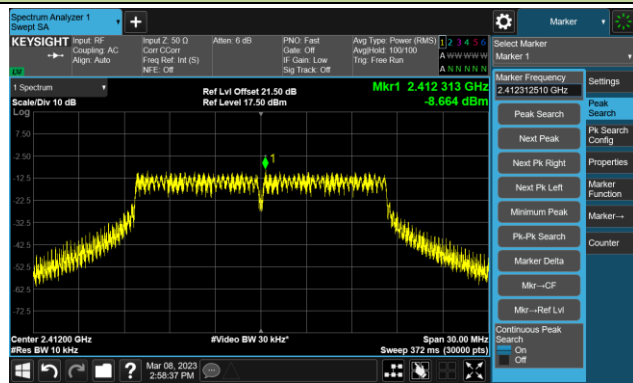 Spectrum Analyzer 1
Swept SA
+
Marker
KEYSIGHT
Input: RF
Coupling: AC
Align: Auto
Input Z: 50 Ω
Corr CCorr
Freq Ref: Int (S)
NFE: Off
Atten: 6 dB
PNO: Fast
Gate: Off
IF Gain: Low
Sig Track: Off
Avg Type: Power (RMS)
Avg|Hold: 100/100
Trig: Free Run
1 2 3 4 5 6
A WW WW W
A N N N N N
Select Marker
Marker 1
LW
1 Spectrum
Scale/Div 10 dB
Log
Ref Lvl Offset 21.50 dB
Ref Level 17.50 dBm
Mkr1 2.412 313 GHz
-8.664 dBm
7.50
-2.50
-12.5
-22.5
-32.5
-42.5
-52.5
-62.5
-72.5
1
Center 2.41200 GHz
#Res BW 10 kHz
#Video BW 30 kHz*
Span 30.00 MHz
Sweep 372 ms (30000 pts)
Marker Frequency
2.412312510 GHz
Peak Search
Next Peak
Next Pk Right
Next Pk Left
Minimum Peak
Pk-Pk Search
Marker Delta
Mkr→CF
Mkr→Ref Lvl
Continuous Peak
Search
On
Off
Settings
Peak
Search
Pk Search
Config
Properties
Marker
Function
Marker→
Counter
?
Mar 08, 2023
2:58:37 PM